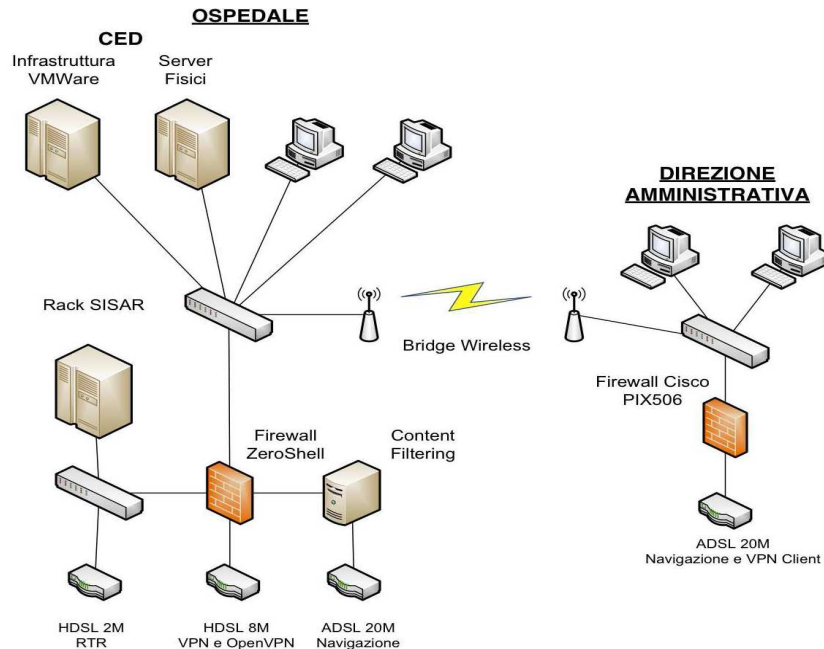 OSPEDALE
CED
Infrastruttura
VMWare
Server
Fisici
DIREZIONE
AMMINISTRATIVA
Rack SISAR
Bridge Wireless
Firewall Cisco
PIX506
Firewall
ZeroShell
Content
Filtering
ADSL 20M
Navigazione e VPN Client
HDSL 2M
RTR
HDSL 8M
VPN e OpenVPN
ADSL 20M
Navigazione